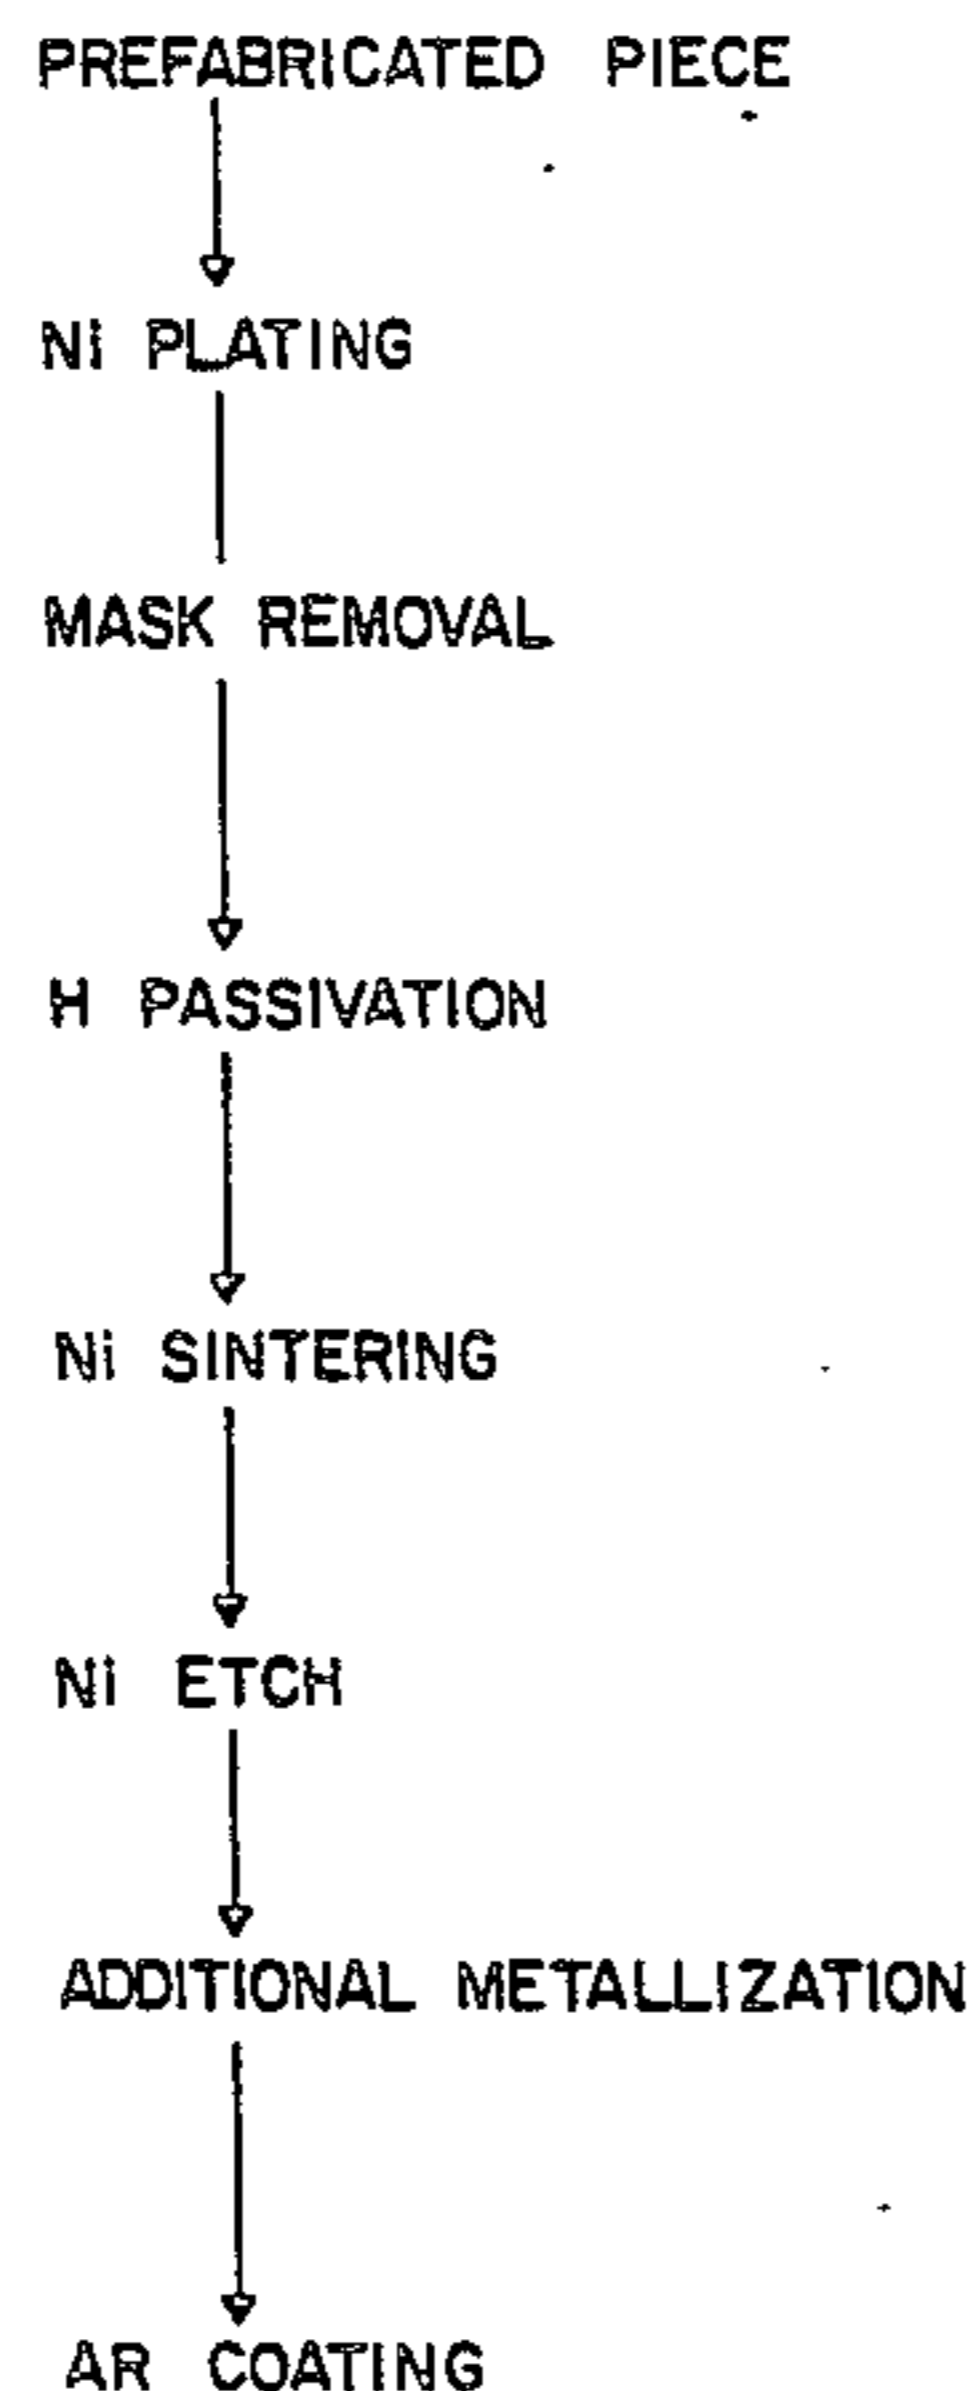 PREFABRICATED PIECE
Ni PLATING
MASK REMOVAL
H PASSIVATION
Ni SINTERING
Ni ETCH
ADDITIONAL METALLIZATION
AR COATING